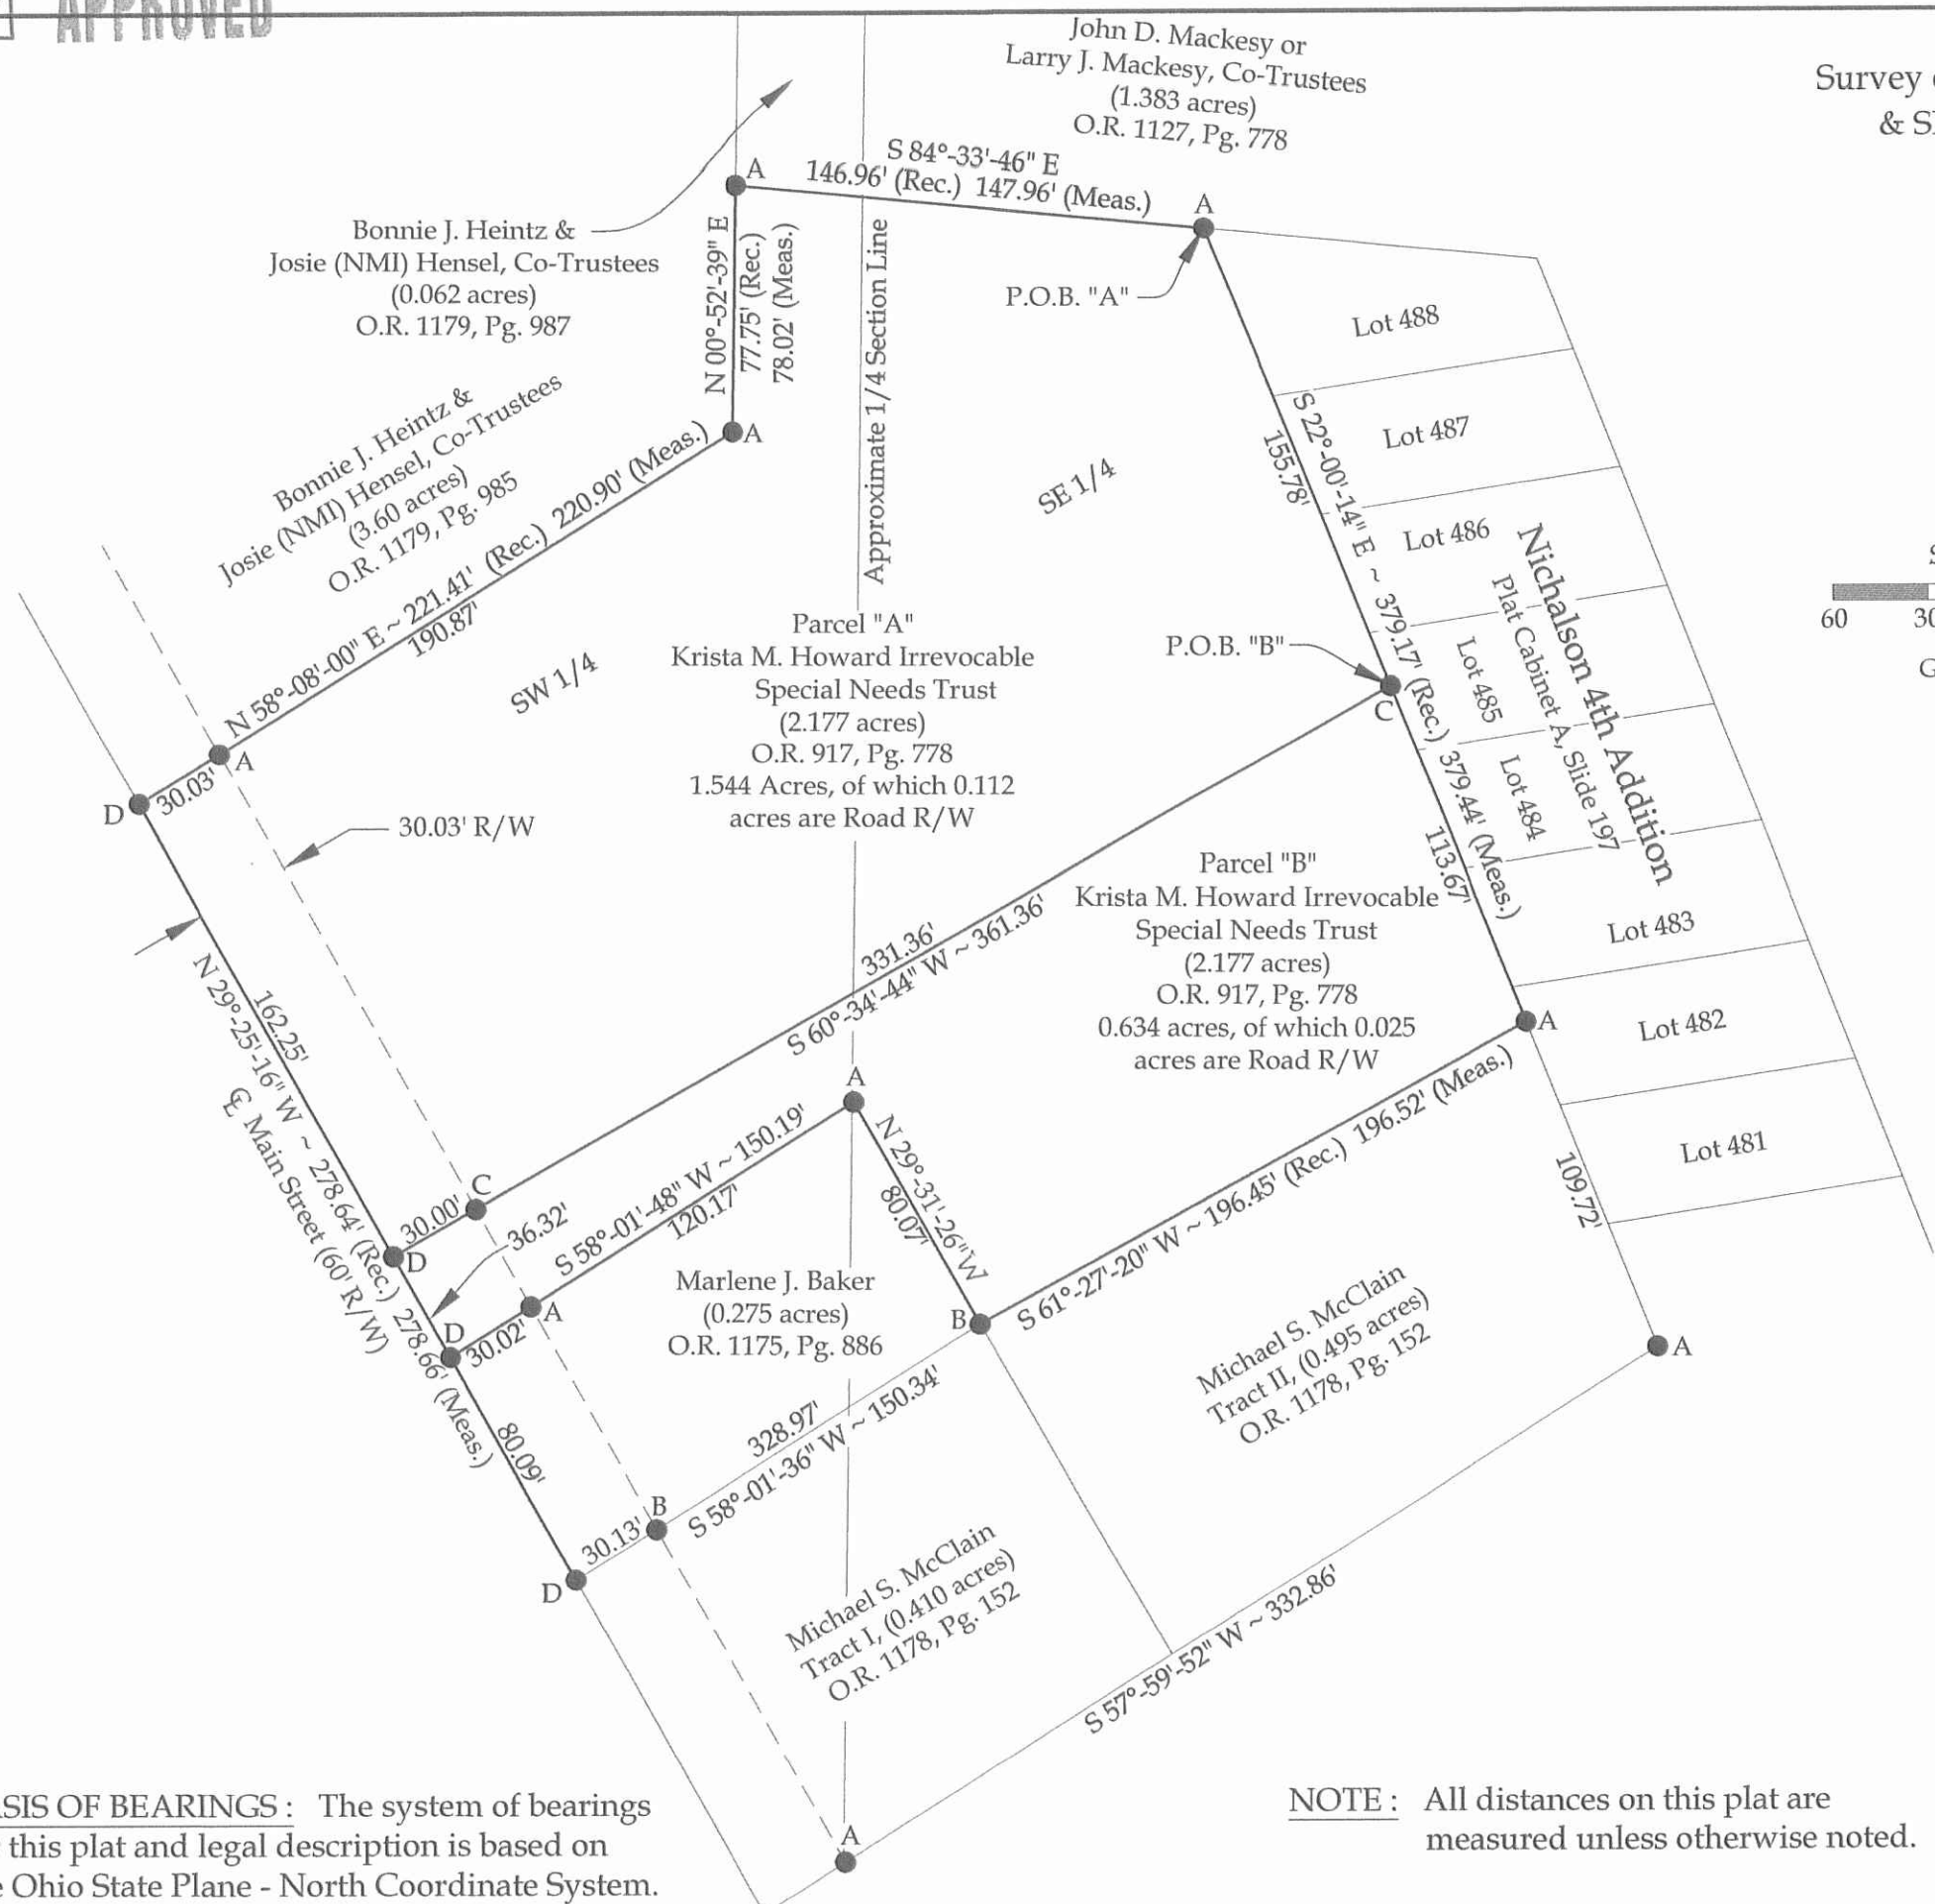 APPROVED
John D. Mackesy or
Larry J. Mackesy, Co-Trustees
(1.383 acres)
O.R. 1127, Pg. 778
Survey
& S
S 84°-33'-46" E
146.96' (Rec.) 147.96' (Meas.)
A
A
Bonnie J. Heintz &
Josie (NMI) Hensel, Co-Trustees
(0.062 acres)
O.R. 1179, Pg. 987
N 00°-52'-39" E
77.75' (Rec.)
78.02' (Meas.)
Approximate 1/4 Section Line
P.O.B. "A"
Lot 488
Lot 487
Lot 486
Lot 485
Lot 484
Lot 483
Lot 482
Lot 481
Nichalson 4th Addition
Plat Cabinet A, Slide 197
S 22°-00'-14" E ~ 379.17' (Rec.) 379.44' (Meas.)
155.78'
113.67'
109.72'
SE 1/4
60 30
G
Bonnie J. Heintz &
Josie (NMI) Hensel, Co-Trustees
(3.60 acres)
O.R. 1179, Pg. 985
A
N 58°-08'-00" E ~ 221.41' (Rec.) 220.90' (Meas.)
190.87'
SW 1/4
A
D
30.03'
30.03' R/W
Parcel "A"
Krista M. Howard Irrevocable
Special Needs Trust
(2.177 acres)
O.R. 917, Pg. 778
1.544 Acres, of which 0.112
acres are Road R/W
P.O.B. "B"
C
Parcel "B"
Krista M. Howard Irrevocable
Special Needs Trust
(2.177 acres)
O.R. 917, Pg. 778
0.634 acres, of which 0.025
acres are Road R/W
A
331.36'
S 60°-34'-44" W ~ 361.36'
162.25'
N 29°-25'-16" W ~ 278.64' (Rec.) 278.66' (Meas.)
℄ Main Street (60' R/W)
A
C
30.00'
D
36.32'
S 58°-01'-48" W ~ 150.19'
120.17'
N 29°-31'-26" W
80.07'
A
D
30.02'
Marlene J. Baker
(0.275 acres)
O.R. 1175, Pg. 886
B
S 61°-27'-20" W ~ 196.45' (Rec.) 196.52' (Meas.)
Michael S. McClain
Tract II, (0.495 acres)
O.R. 1178, Pg. 152
A
80.09'
328.97'
S 58°-01'-36" W ~ 150.34'
B
30.13'
D
Michael S. McClain
Tract I, (0.410 acres)
O.R. 1178, Pg. 152
S 57°-59'-52" W ~ 332.86'
A
SIS OF BEARINGS : The system of bearings
this plat and legal description is based on
Ohio State Plane - North Coordinate System.
NOTE : All distances on this plat are
measured unless otherwise noted.